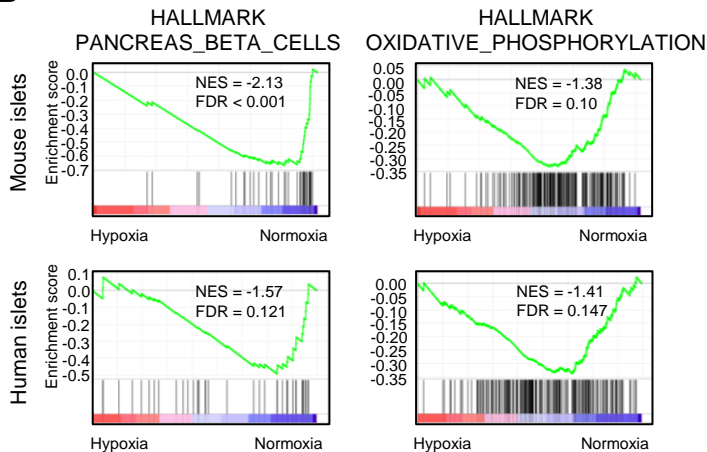 HALLMARK
PANCREAS_BETA_CELLS
HALLMARK
OXIDATIVE_PHOSPHORYLATION
Mouse islets
Enrichment score
0.0
-0.1
-0.2
-0.3
-0.4
-0.5
-0.6
-0.7
NES = -2.13
FDR < 0.001
Hypoxia
Normoxia
0.05
0.00
-0.05
-0.10
-0.15
-0.20
-0.25
-0.30
-0.35
NES = -1.38
FDR = 0.10
Hypoxia
Normoxia
Human islets
Enrichment score
0.1
0.0
-0.1
-0.2
-0.3
-0.4
-0.5
NES = -1.57
FDR = 0.121
Hypoxia
Normoxia
0.00
-0.05
-0.10
-0.15
-0.20
-0.25
-0.30
-0.35
NES = -1.41
FDR = 0.147
Hypoxia
Normoxia